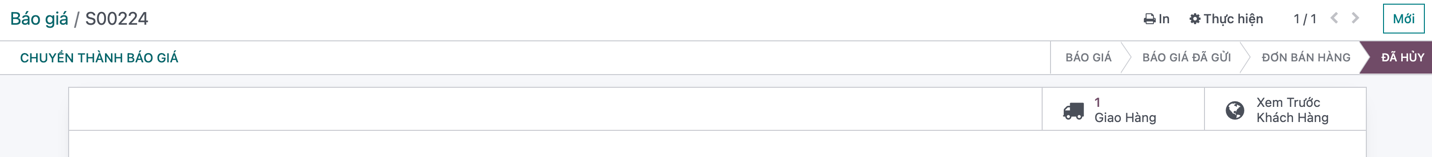 Báo giá / S00224
In
Thực hiện
1 / 1
Mới
CHUYỂN THÀNH BÁO GIÁ
BÁO GIÁ
BÁO GIÁ ĐÃ GỬI
ĐƠN BÁN HÀNG
ĐÃ HỦY
1
Giao Hàng
Xem Trước
Khách Hàng